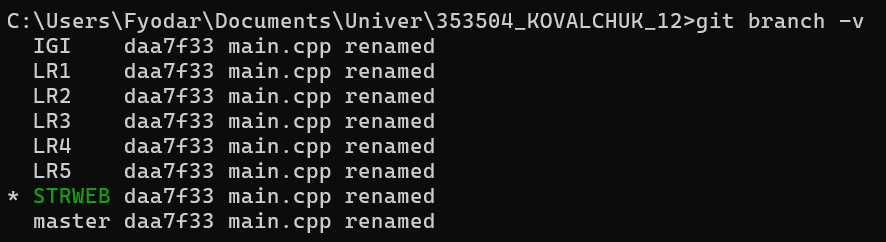 C:\Users\Fyodar\Documents\Univer\353504_KOVALCHUK_12>git branch -v
  IGI    daa7f33 main.cpp renamed
  LR1    daa7f33 main.cpp renamed
  LR2    daa7f33 main.cpp renamed
  LR3    daa7f33 main.cpp renamed
  LR4    daa7f33 main.cpp renamed
  LR5    daa7f33 main.cpp renamed
* STRWEB daa7f33 main.cpp renamed
  master daa7f33 main.cpp renamed